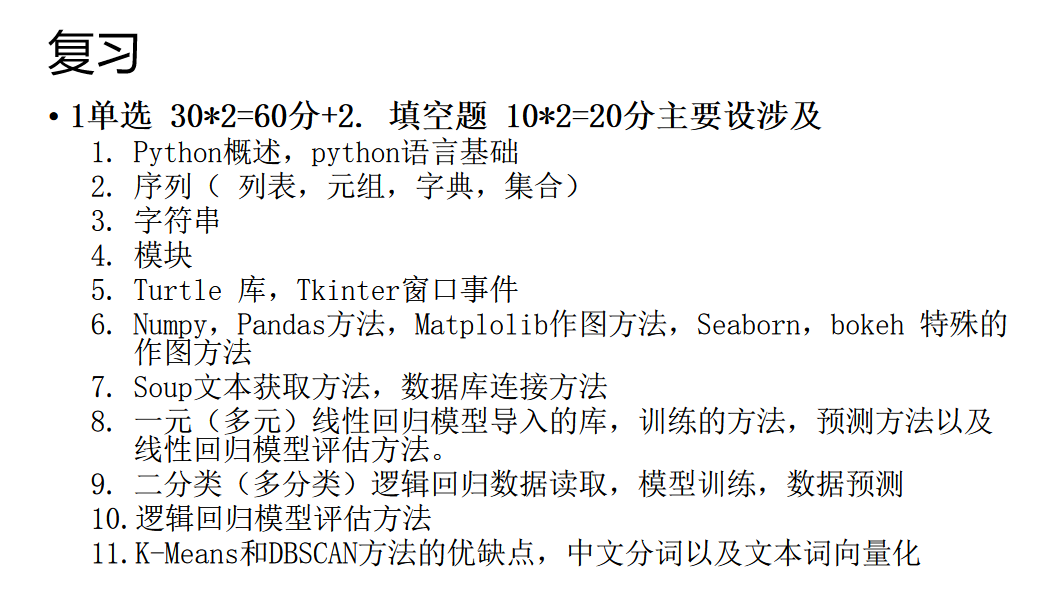 复习
• 1单选 30*2=60分+2. 填空题 10*2=20分主要设涉及
1. Python概述，python语言基础
2. 序列（ 列表，元组，字典，集合）
3. 字符串
4. 模块
5. Turtle 库，Tkinter窗口事件
6. Numpy，Pandas方法，Matplolib作图方法，Seaborn，bokeh 特殊的
作图方法
7. Soup文本获取方法，数据库连接方法
8. 一元（多元）线性回归模型导入的库，训练的方法，预测方法以及
线性回归模型评估方法。
9. 二分类（多分类）逻辑回归数据读取，模型训练，数据预测
10.逻辑回归模型评估方法
11.K-Means和DBSCAN方法的优缺点，中文分词以及文本词向量化